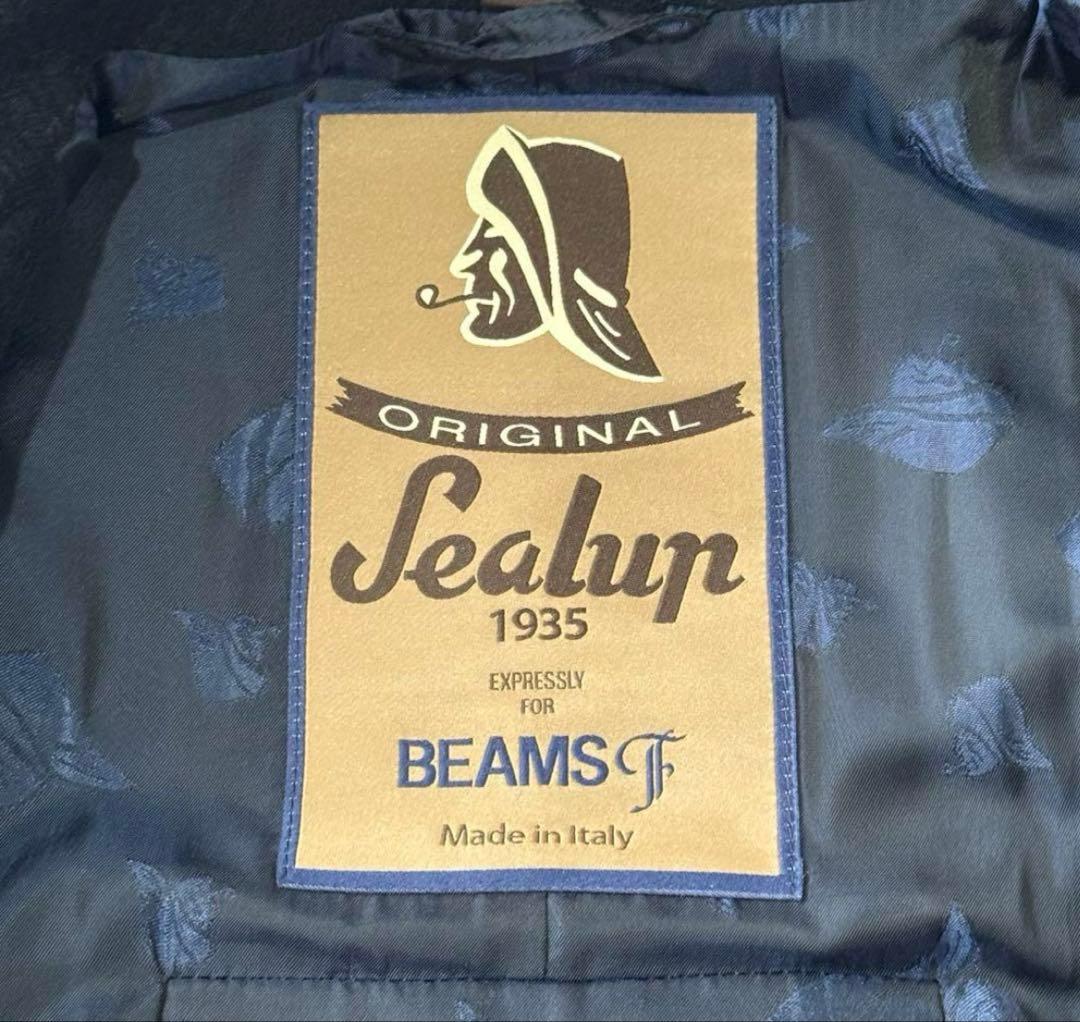 ORIGINAL
Sealup
1935
EXPRESSLY
FOR
BEAMS F
Made in Italy